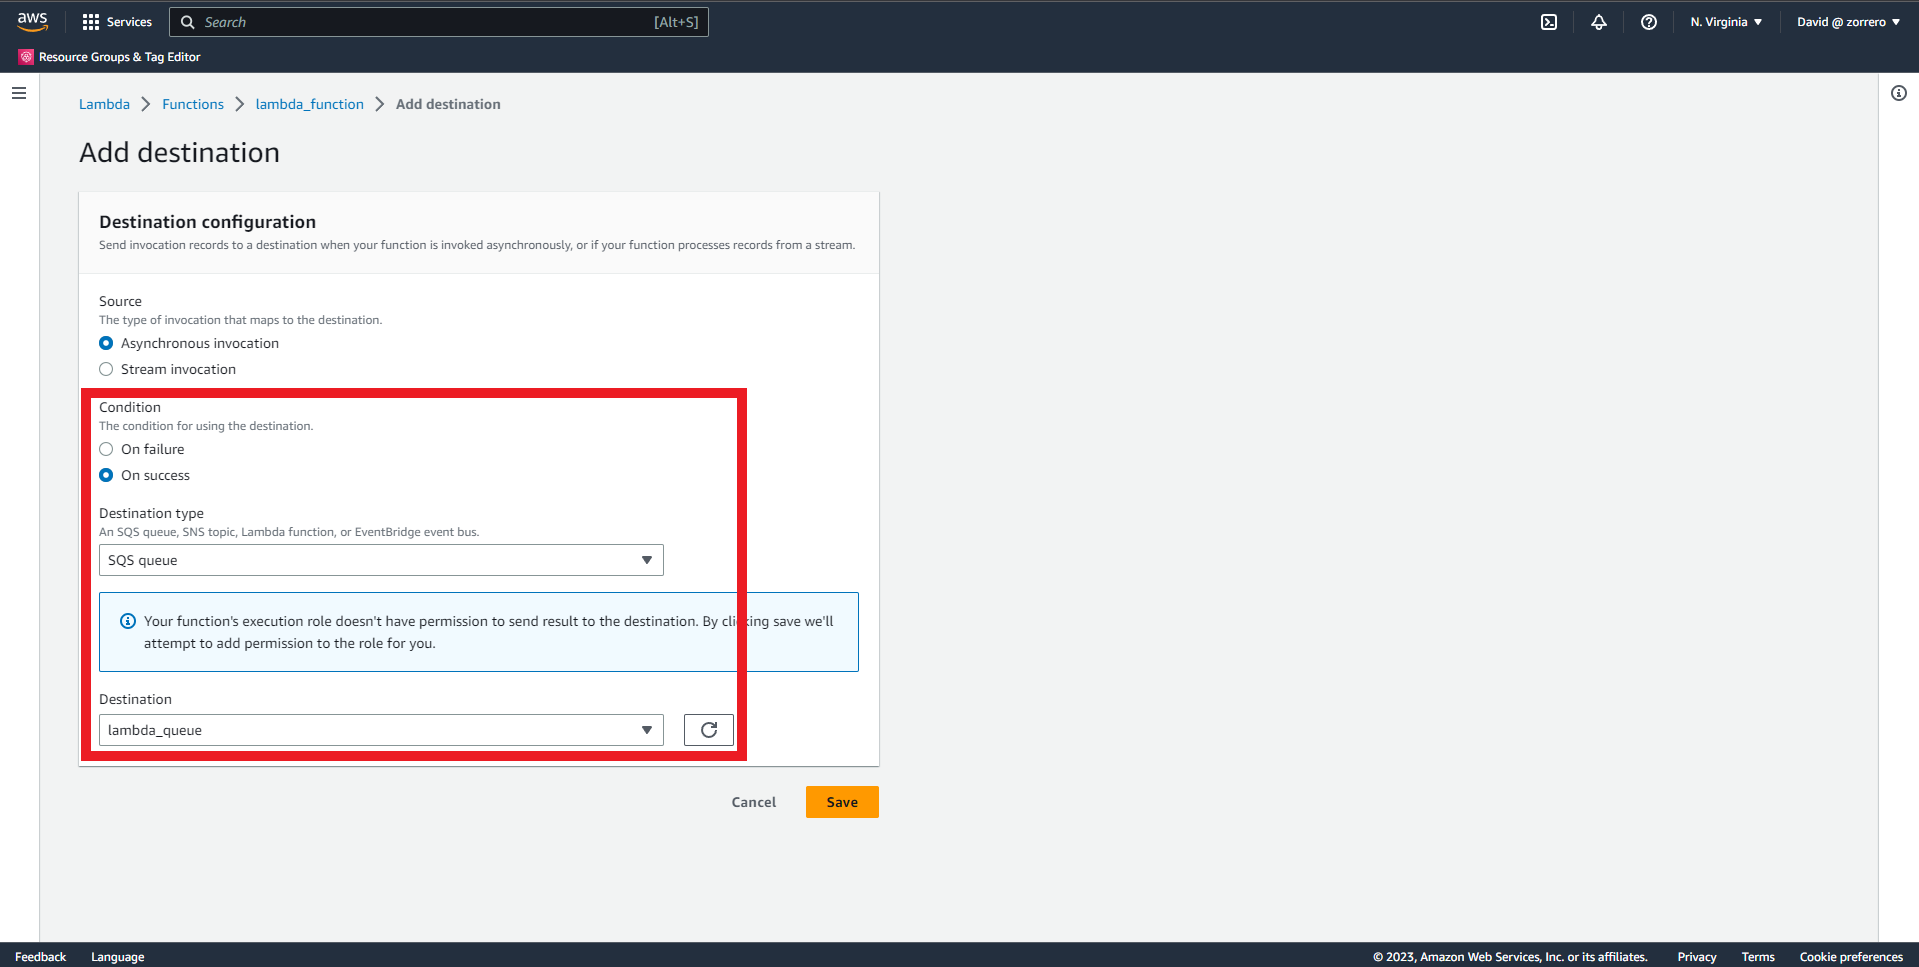 aws
Services
Search
[Alt+S]
N. Virginia
David @ zorrero
Resource Groups & Tag Editor
Lambda > Functions > lambda_function > Add destination
Add destination
Destination configuration
Send invocation records to a destination when your function is invoked asynchronously, or if your function processes records from a stream.
Source
The type of invocation that maps to the destination.
Asynchronous invocation
Stream invocation
Condition
The condition for using the destination.
On failure
On success
Destination type
An SQS queue, SNS topic, Lambda function, or EventBridge event bus.
SQS queue
Your function's execution role doesn't have permission to send result to the destination. By clicking save we'll
attempt to add permission to the role for you.
Destination
lambda_queue
Cancel
Save
Feedback
Language
© 2023, Amazon Web Services, Inc. or its affiliates.
Privacy
Terms
Cookie preferences